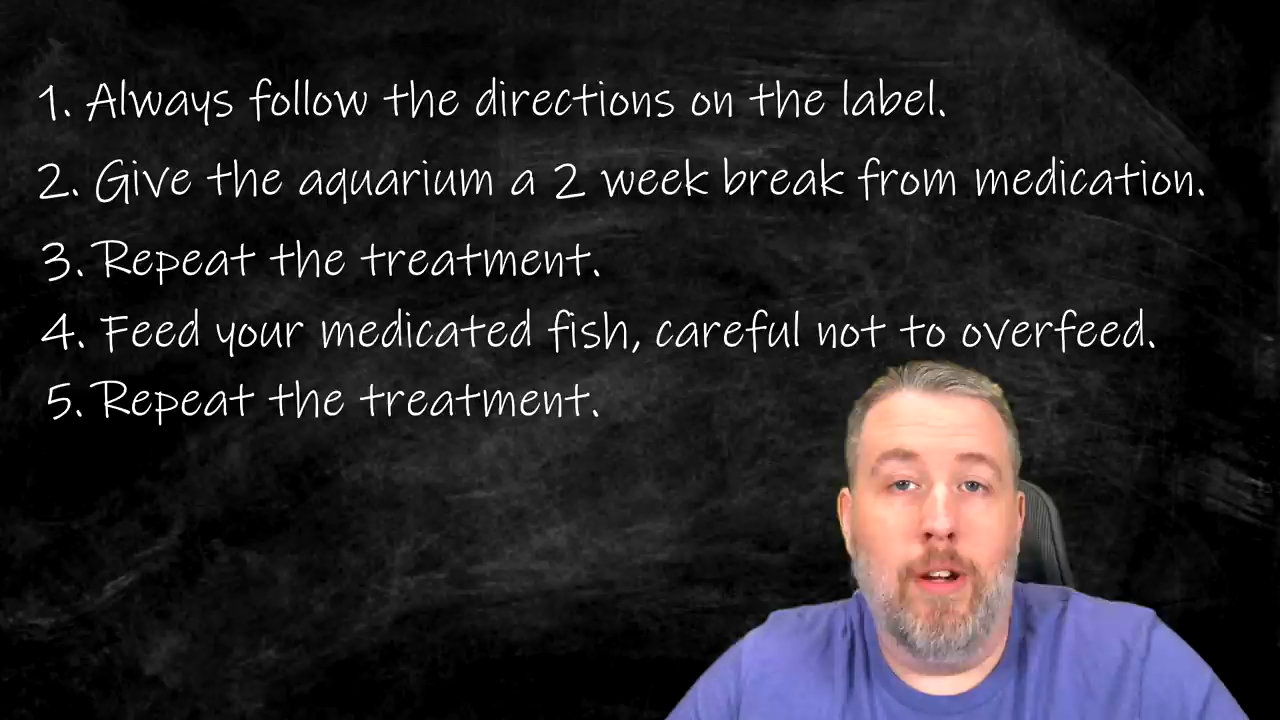 1. Always follow the directions on the label.
2. Give the aquarium a 2 week break from medication.
3. Repeat the treatment.
4. Feed your medicated fish, careful not to overfeed.
5. Repeat the treatment.